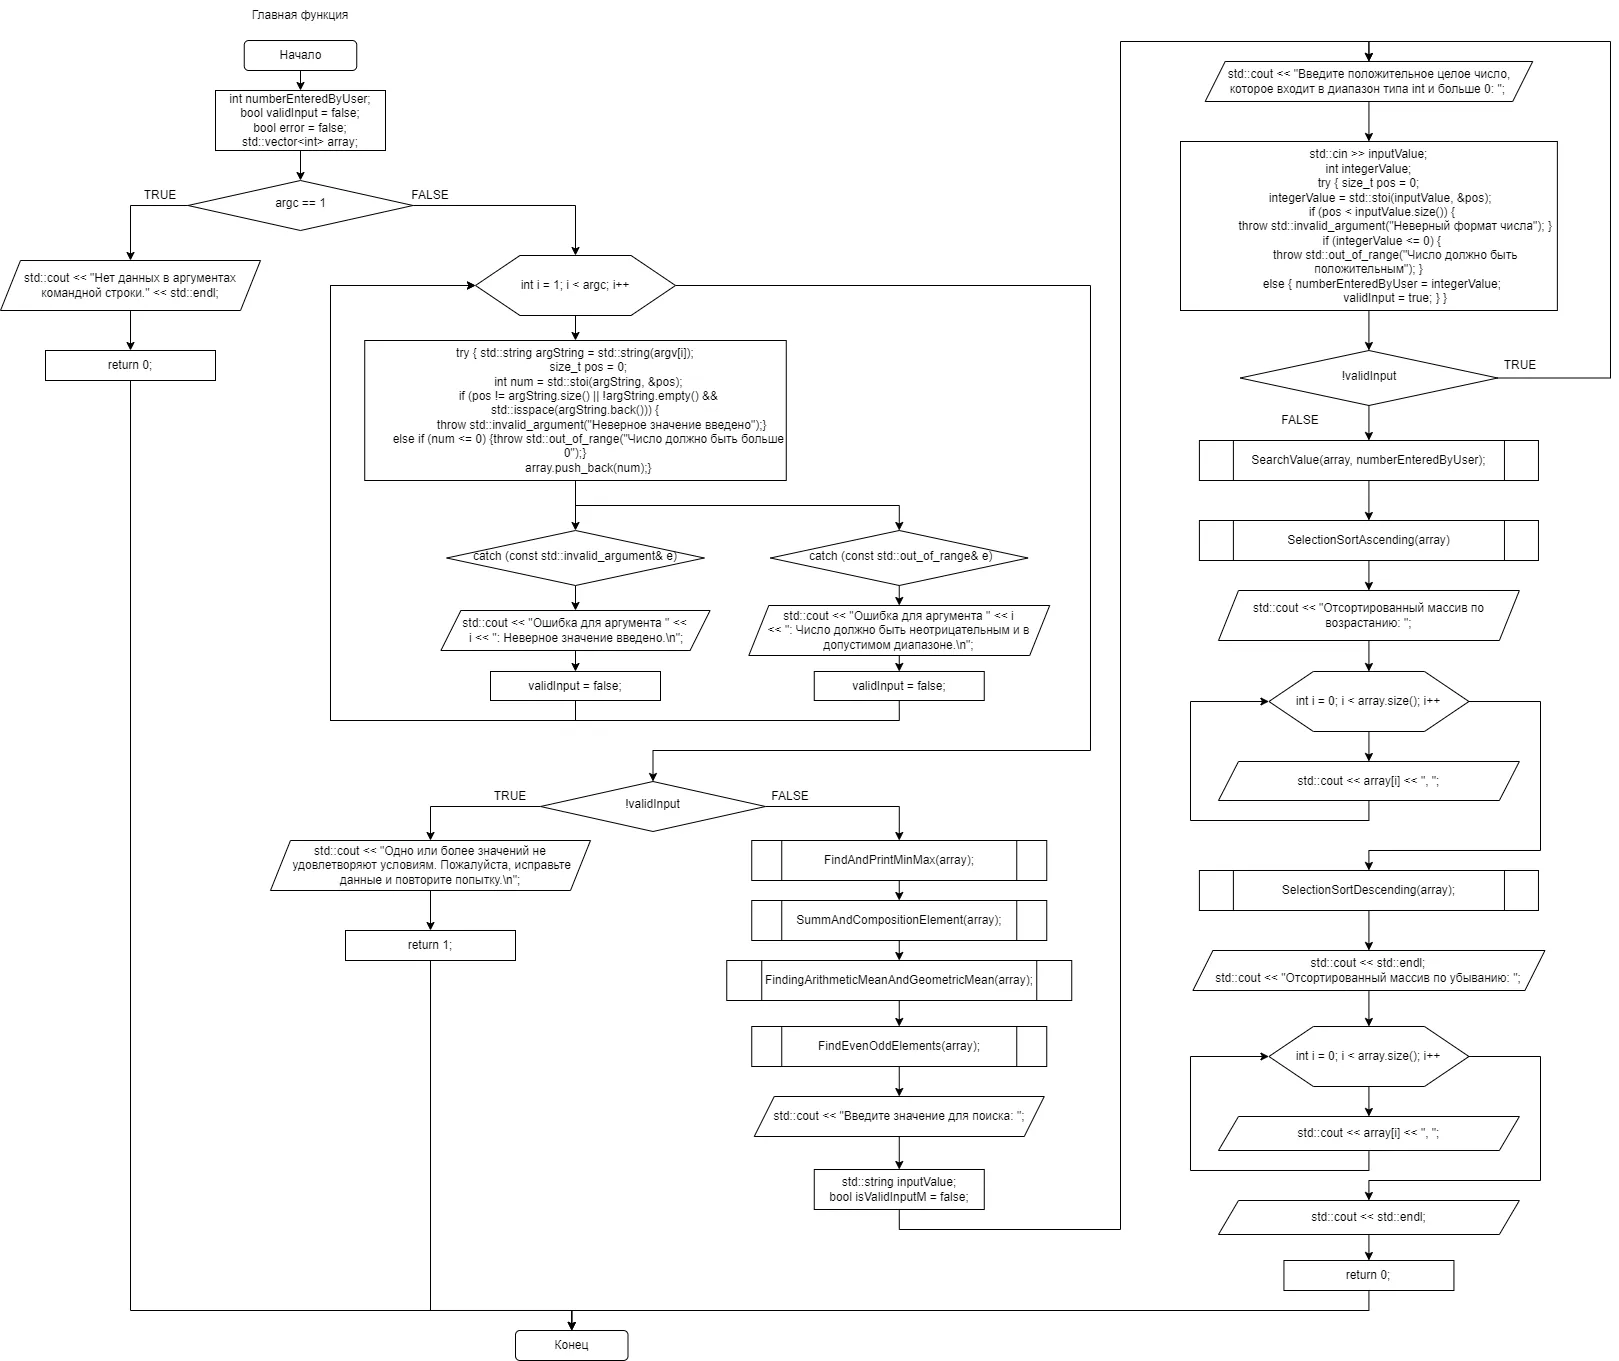 Главная функция
Начало
int numberEnteredByUser;
bool validInput = false;
bool error = false;
std::vector<int> array;
TRUE
argc == 1
FALSE
std::cout << "Нет данных в аргументах
командной строки." << std::endl;
return 0;
int i = 1; i < argc; i++
try { std::string argString = std::string(argv[i]);
size_t pos = 0;
int num = std::stoi(argString, &pos);
if (pos != argString.size() || !argString.empty() &&
std::isspace(argString.back())) {
throw std::invalid_argument("Неверное значение введено");}
else if (num <= 0) {throw std::out_of_range("Число должно быть больше
0");}
array.push_back(num);}
catch (const std::invalid_argument& e)
catch (const std::out_of_range& e)
std::cout << "Ошибка для аргумента " <<
i << ": Неверное значение введено.\n";
std::cout << "Ошибка для аргумента " << i
<< ": Число должно быть неотрицательным и в
допустимом диапазоне.\n";
validInput = false;
validInput = false;
TRUE
!validInput
FALSE
std::cout << "Одно или более значений не
удовлетворяют условиям. Пожалуйста, исправьте
данные и повторите попытку.\n";
return 1;
FindAndPrintMinMax(array);
SummAndCompositionElement(array);
FindingArithmeticMeanAndGeometricMean(array);
FindEvenOddElements(array);
std::cout << "Введите значение для поиска: ";
std::string inputValue;
bool isValidInputM = false;
std::cout << "Введите положительное целое число,
которое входит в диапазон типа int и больше 0: ";
std::cin >> inputValue;
int integerValue;
try { size_t pos = 0;
integerValue = std::stoi(inputValue, &pos);
if (pos < inputValue.size()) {
throw std::invalid_argument("Неверный формат числа"); }
if (integerValue <= 0) {
throw std::out_of_range("Число должно быть
положительным"); }
else { numberEnteredByUser = integerValue;
validInput = true; } }
!validInput
TRUE
FALSE
SearchValue(array, numberEnteredByUser);
SelectionSortAscending(array)
std::cout << "Отсортированный массив по
возрастанию: ";
int i = 0; i < array.size(); i++
std::cout << array[i] << ", ";
SelectionSortDescending(array);
std::cout << std::endl;
std::cout << "Отсортированный массив по убыванию: ";
int i = 0; i < array.size(); i++
std::cout << array[i] << ", ";
std::cout << std::endl;
return 0;
Конец